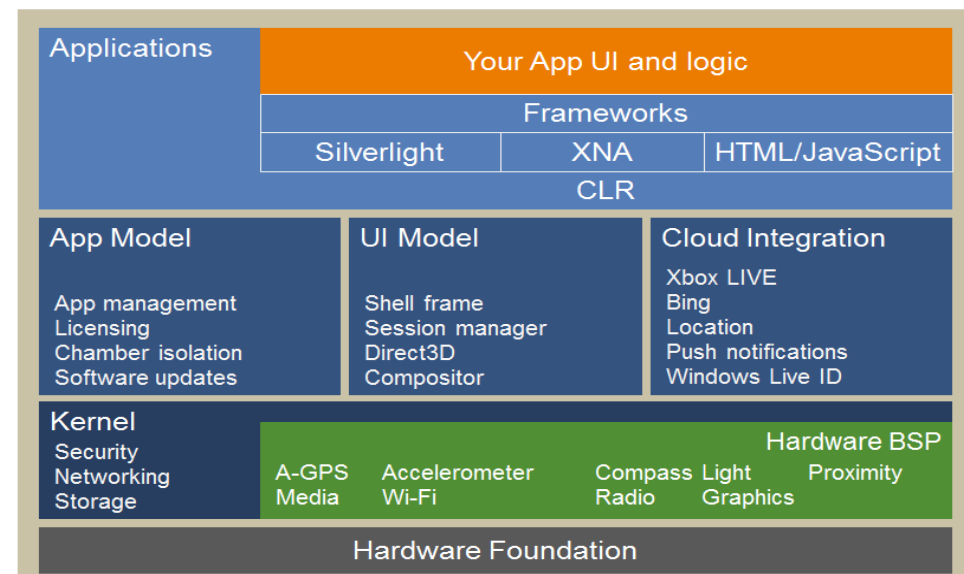 Applications
Your App UI and logic
Frameworks
Silverlight
XNA
HTML/JavaScript
CLR
App Model
App management
Licensing
Chamber isolation
Software updates
UI Model
Shell frame
Session manager
Direct3D
Compositor
Cloud Integration
Xbox LIVE
Bing
Location
Push notifications
Windows Live ID
Kernel
Security
Networking
Storage
Hardware BSP
A-GPS Accelerometer Compass Light Proximity
Media Wi-Fi Radio Graphics
Hardware Foundation